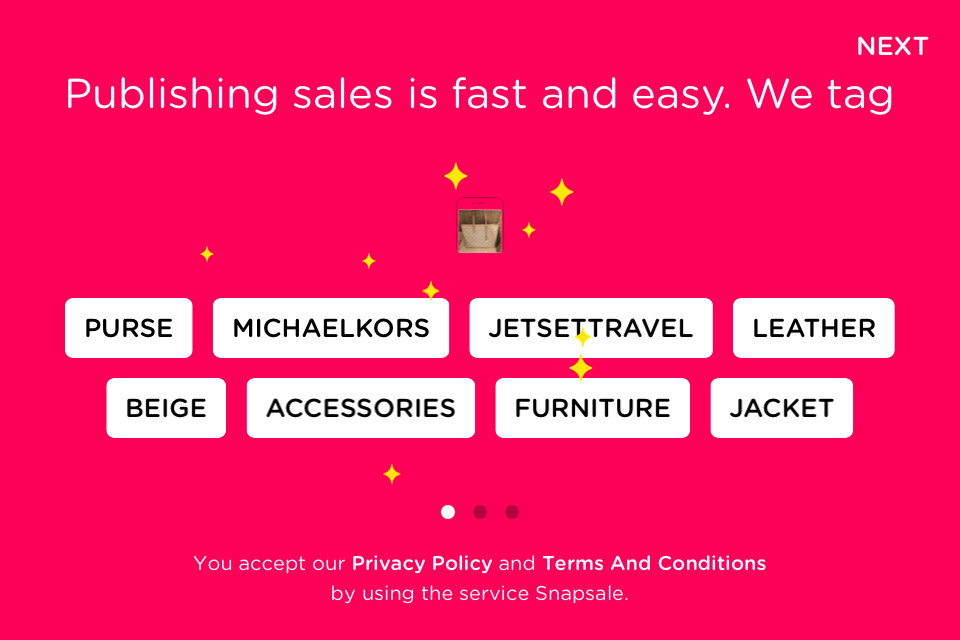 NEXT
Publishing sales is fast and easy. We tag
PURSE MICHAELKORS JETSETTRAVEL LEATHER
BEIGE ACCESSORIES FURNITURE JACKET
You accept our Privacy Policy and Terms And Conditions
by using the service Snapsale.